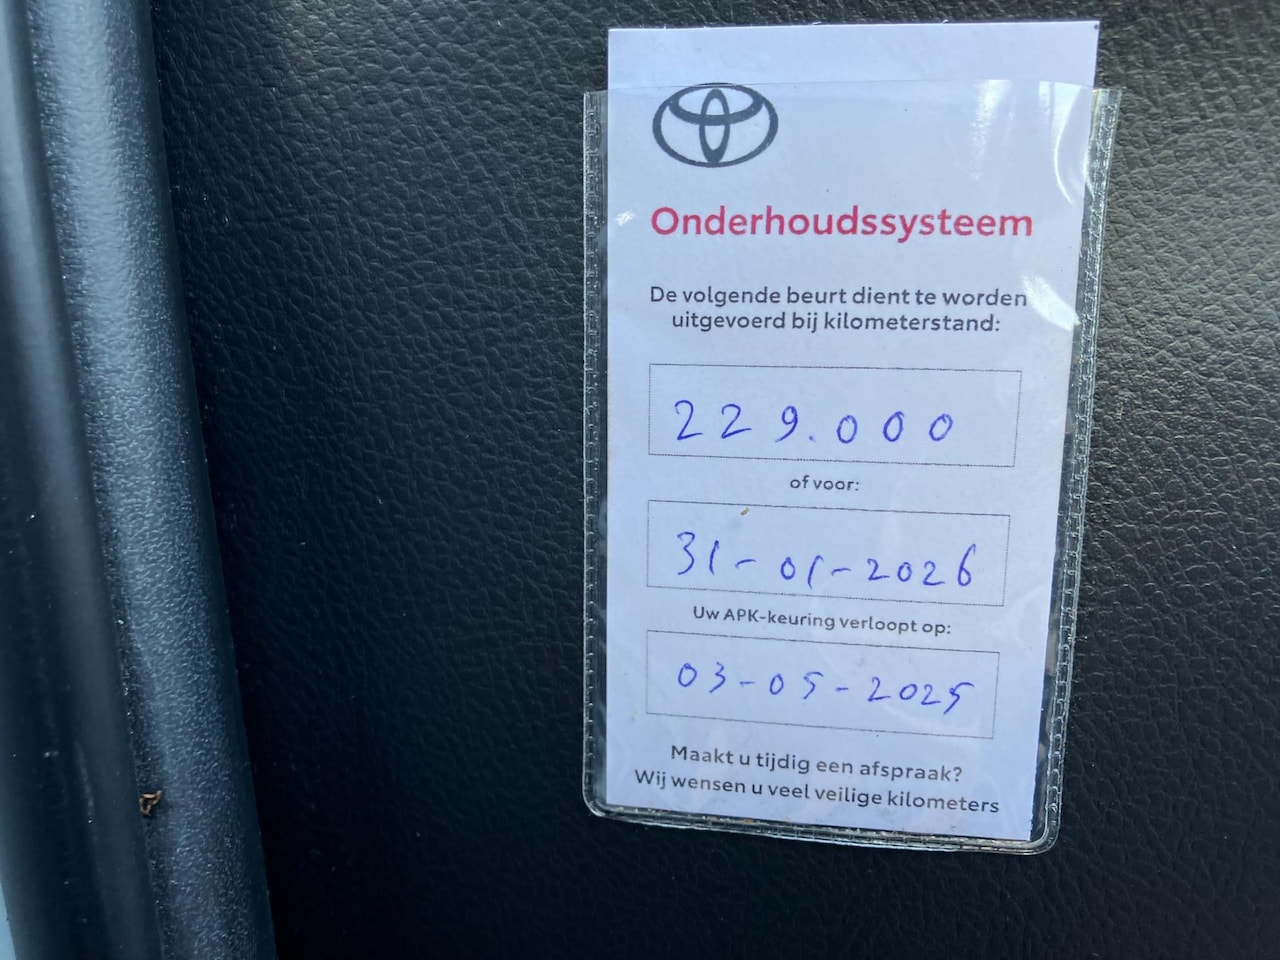 Onderhoudssysteem
De volgende beurt dient te worden
uitgevoerd bij kilometerstand:
229.000
of voor:
31-01-2026
Uw APK-keuring verloopt op:
03-05-2025
Maakt u tijdig een afspraak?
Wij wensen u veel veilige kilometers